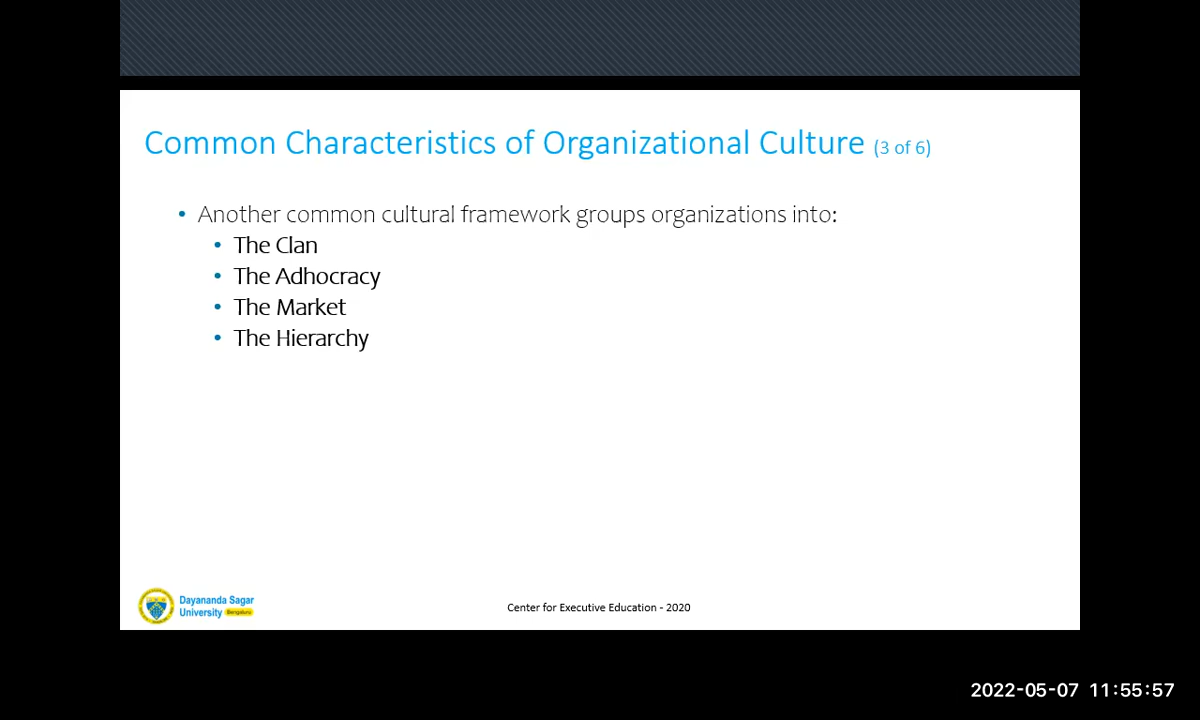 Common Characteristics of Organizational Culture (3 of 6)
• Another common cultural framework groups organizations into:
• The Clan
• The Adhocracy
• The Market
• The Hierarchy
Dayananda Sagar
University Bengaluru
Center for Executive Education - 2020
2022-05-07 11:55:57